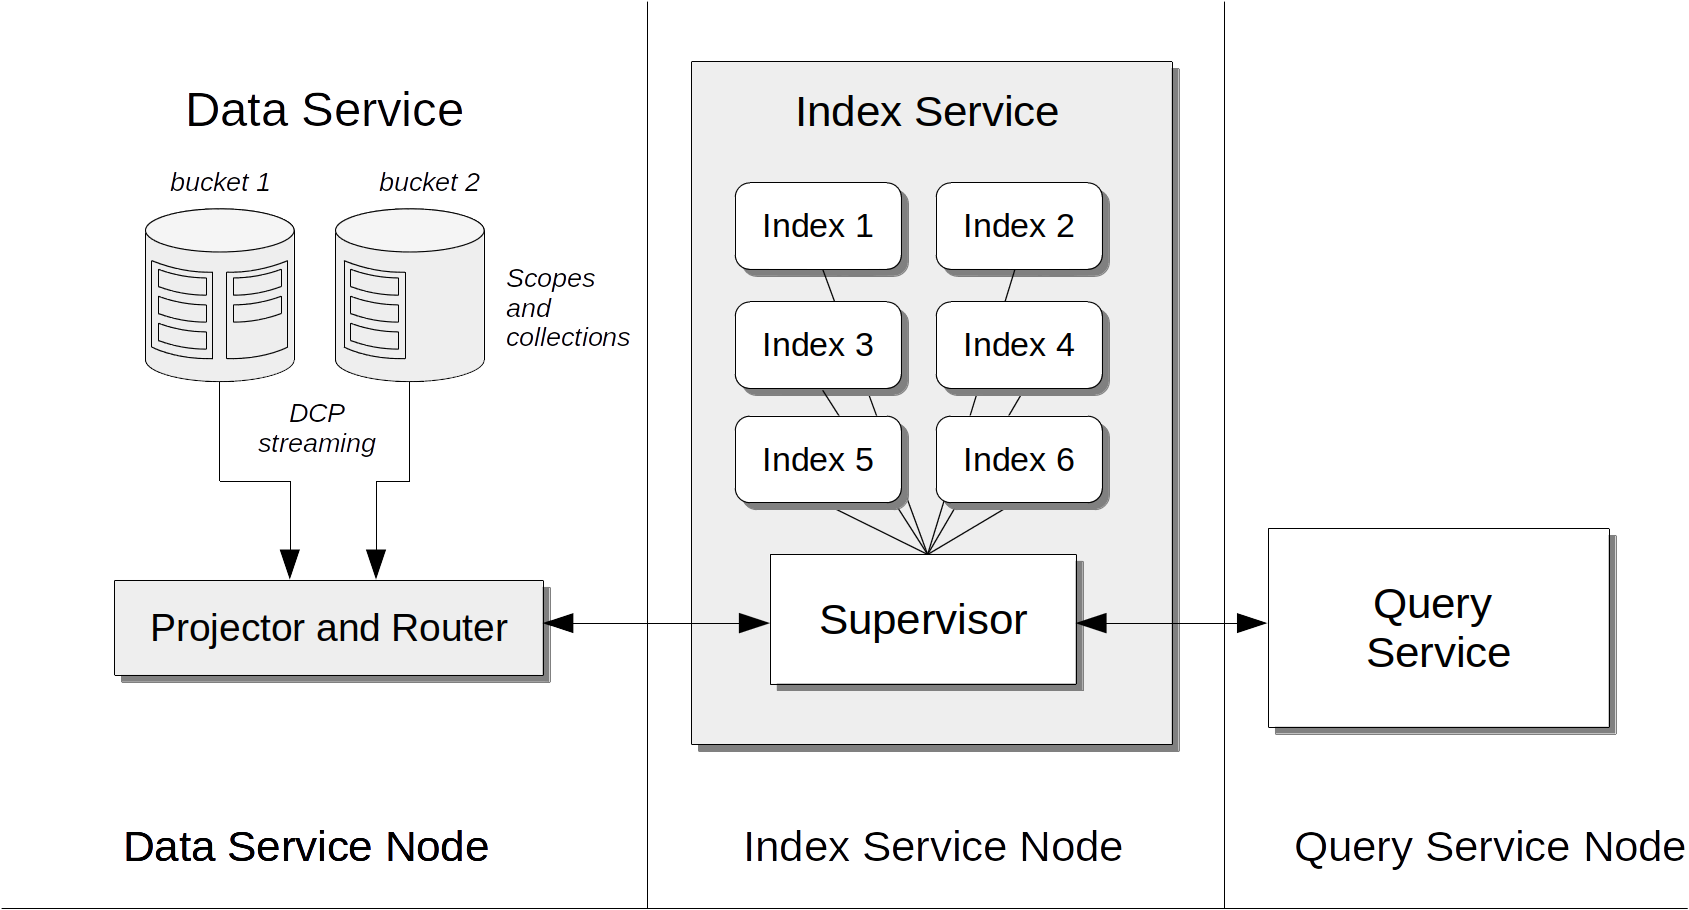 Data Service
bucket 1
bucket 2
Scopes
and
collections
DCP
streaming
Projector and Router
Data Service Node
Index Service
Index 1
Index 2
Index 3
Index 4
Index 5
Index 6
Supervisor
Index Service Node
Query
Service
Query Service Node